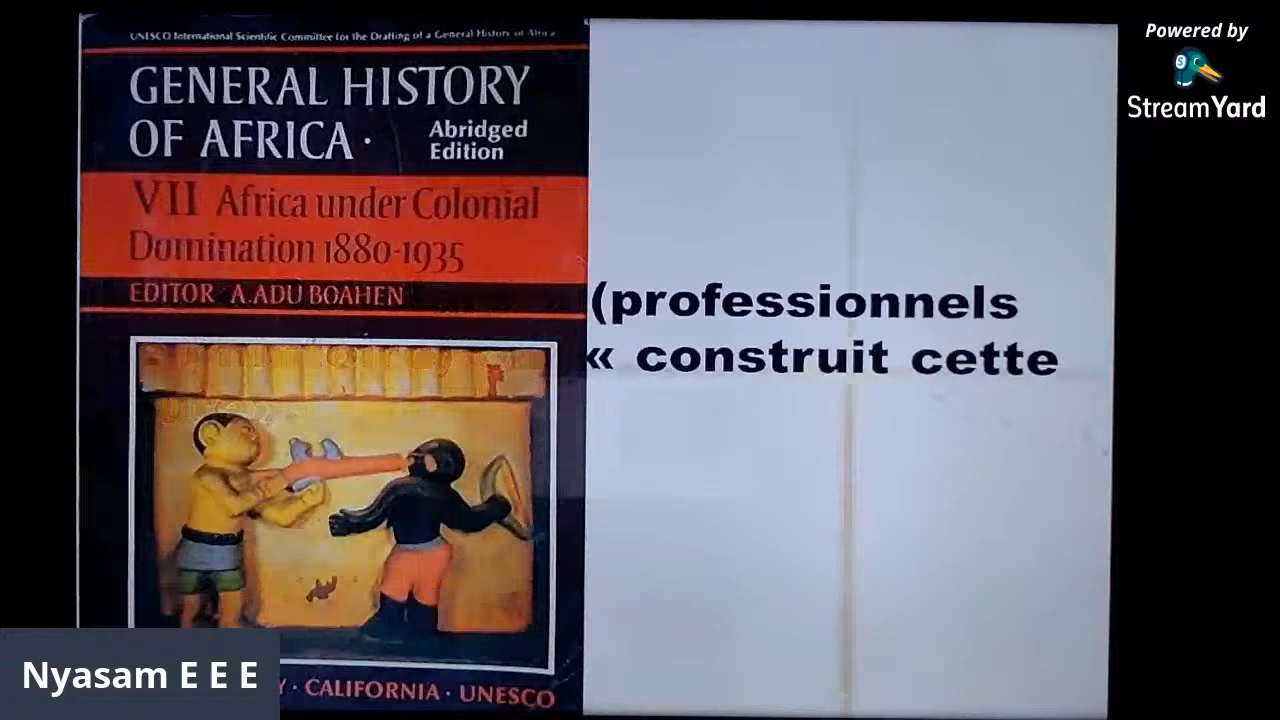 UNESCO International Scientific Committee for the Drafting of a General History of Africa
GENERAL HISTORY
OF AFRICA ·
Abridged
Edition
VII Africa under Colonial
Domination 1880-1935
EDITOR A. ADU BOAHEN
· CALIFORNIA · UNESCO
(professionnels
« construit cette
Nyasam E E E
Powered by
StreamYard